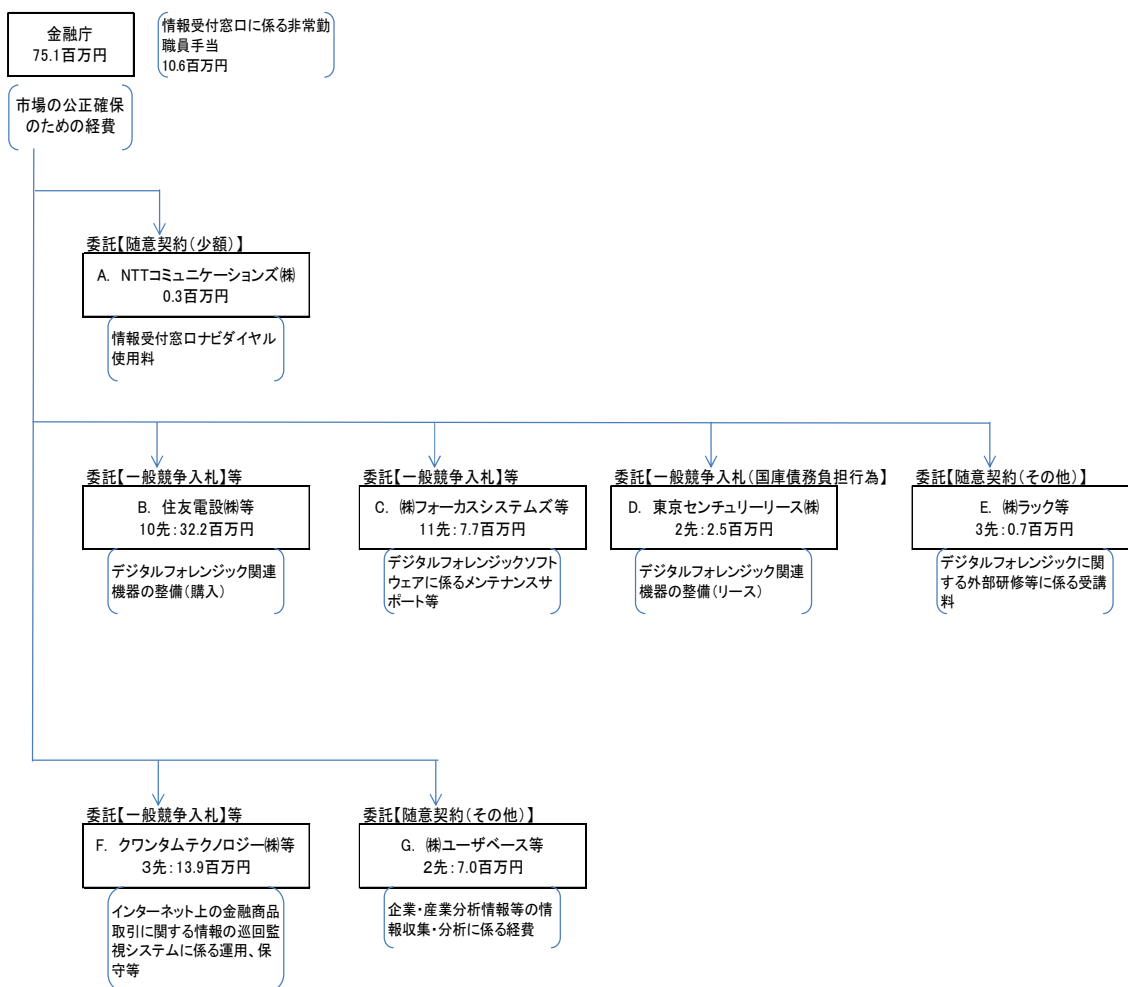 金融庁
75.1百万円
情報受付窓口に係る非常勤
職員手当
10.6百万円
市場の公正確保
のための経費
委託【随意契約(少額)】
A. NTTコミュニケーションズ㈱
0.3百万円
情報受付窓口ナビダイヤル
使用料
委託【一般競争入札】等
B. 住友電設㈱等
10先：32.2百万円
デジタルフォレンジック関連
機器の整備(購入)
委託【一般競争入札】等
C. ㈱フォーカスシステムズ等
11先：7.7百万円
デジタルフォレンジックソフト
ウェアに係るメンテナンスサ
ポート等
委託【一般競争入札(国庫債務負担行為】
D. 東京センチュリーリース㈱
2先：2.5百万円
デジタルフォレンジック関連
機器の整備(リース)
委託【随意契約(その他)】
E. ㈱ラック等
3先：0.7百万円
デジタルフォレンジックに関
する外部研修等に係る受講
料
委託【一般競争入札】等
F. クワンタムテクノロジー㈱等
３先：13.9百万円
インターネット上の金融商品
取引に関する情報の巡回監
視システムに係る運用、保
守等
委託【随意契約(その他)】
G. ㈱ユーザベース等
２先：7.0百万円
企業・産業分析情報等の情
報収集・分析に係る経費